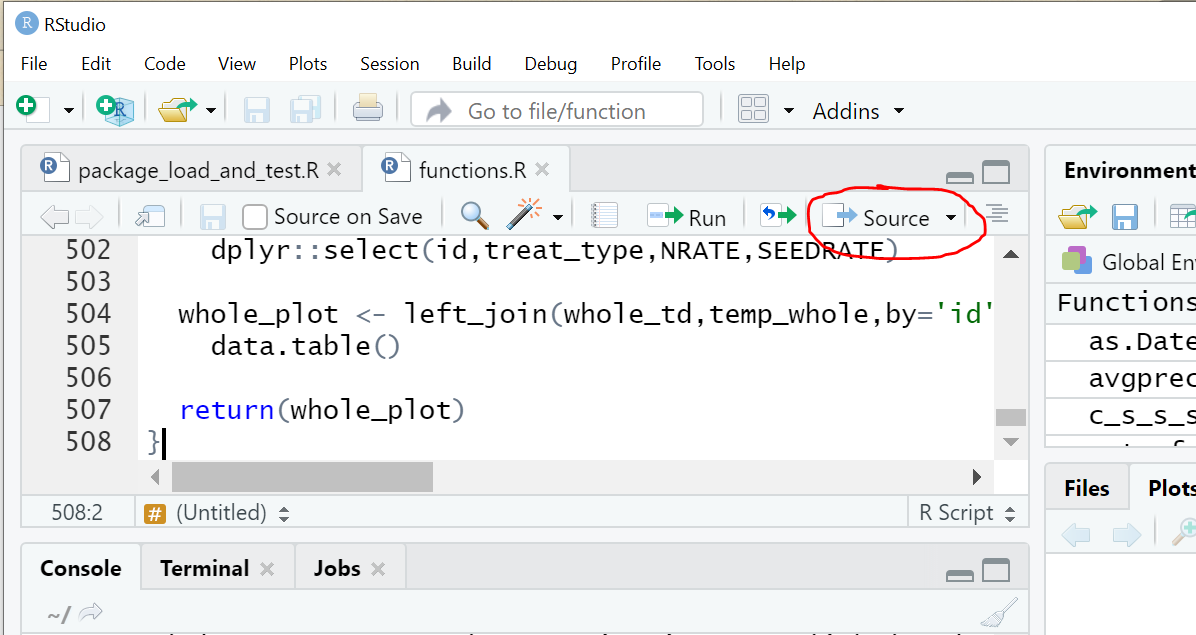 R RStudio
File Edit Code View Plots Session Build Debug Profile Tools Help
R Go to file/function Addins
R package_load_and_test.R R functions.R
Source on Save Run Source
502 dplyr::select(id,treat_type,NRATE,SEEDRATE)
503
504 whole_plot <- left_join(whole_td,temp_whole,by='id'
505 data.table()
506
507 return(whole_plot)
508 }
508:2 # (Untitled) R Script
Console Terminal Jobs
~/
Environment
Global En
Functions
as.Date
avgprec
c_s_s_s
Files Plots